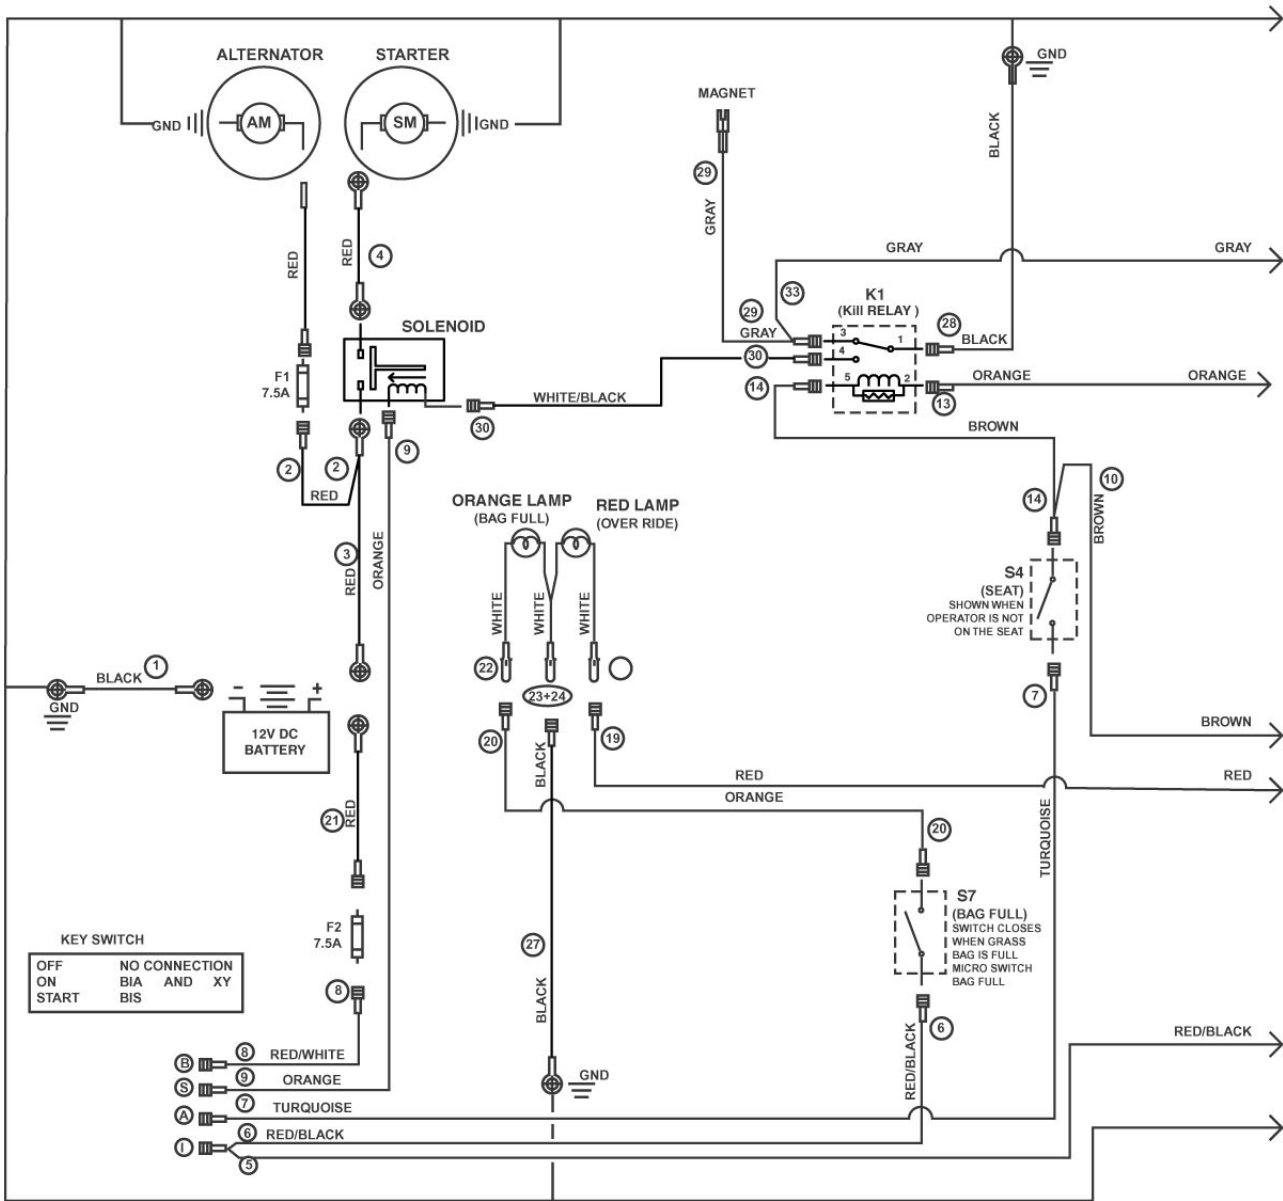 ALTERNATOR
STARTER
GND
AM
SM
GND
GND
BLACK
MAGNET
29
GRAY
RED
RED
4
GRAY
GRAY
33
K1
(Kill RELAY )
SOLENOID
29
GRAY
3
1
28
BLACK
30
4
F1
7.5A
14
5
2
13
ORANGE
ORANGE
WHITE/BLACK
30
BROWN
2
2
RED
9
ORANGE LAMP
(BAG FULL)
RED LAMP
(OVER RIDE)
14
10
BROWN
3
RED
ORANGE
S4
(SEAT)
SHOWN WHEN
OPERATOR IS NOT
ON THE SEAT
WHITE
WHITE
WHITE
1
BLACK
22
23+24
7
GND
- +
12V DC
BATTERY
20
BLACK
19
BROWN
RED
RED
ORANGE
21
RED
20
TURQUOISE
S7
(BAG FULL)
SWITCH CLOSES
WHEN GRASS
BAG IS FULL
MICRO SWITCH
BAG FULL
F2
7.5A
27
BLACK
KEY SWITCH
OFF NO CONNECTION
ON BIA AND XY
START BIS
8
6
RED/BLACK
RED/BLACK
B
8
RED/WHITE
S
9
ORANGE
GND
A
7
TURQUOISE
I
6
RED/BLACK
5